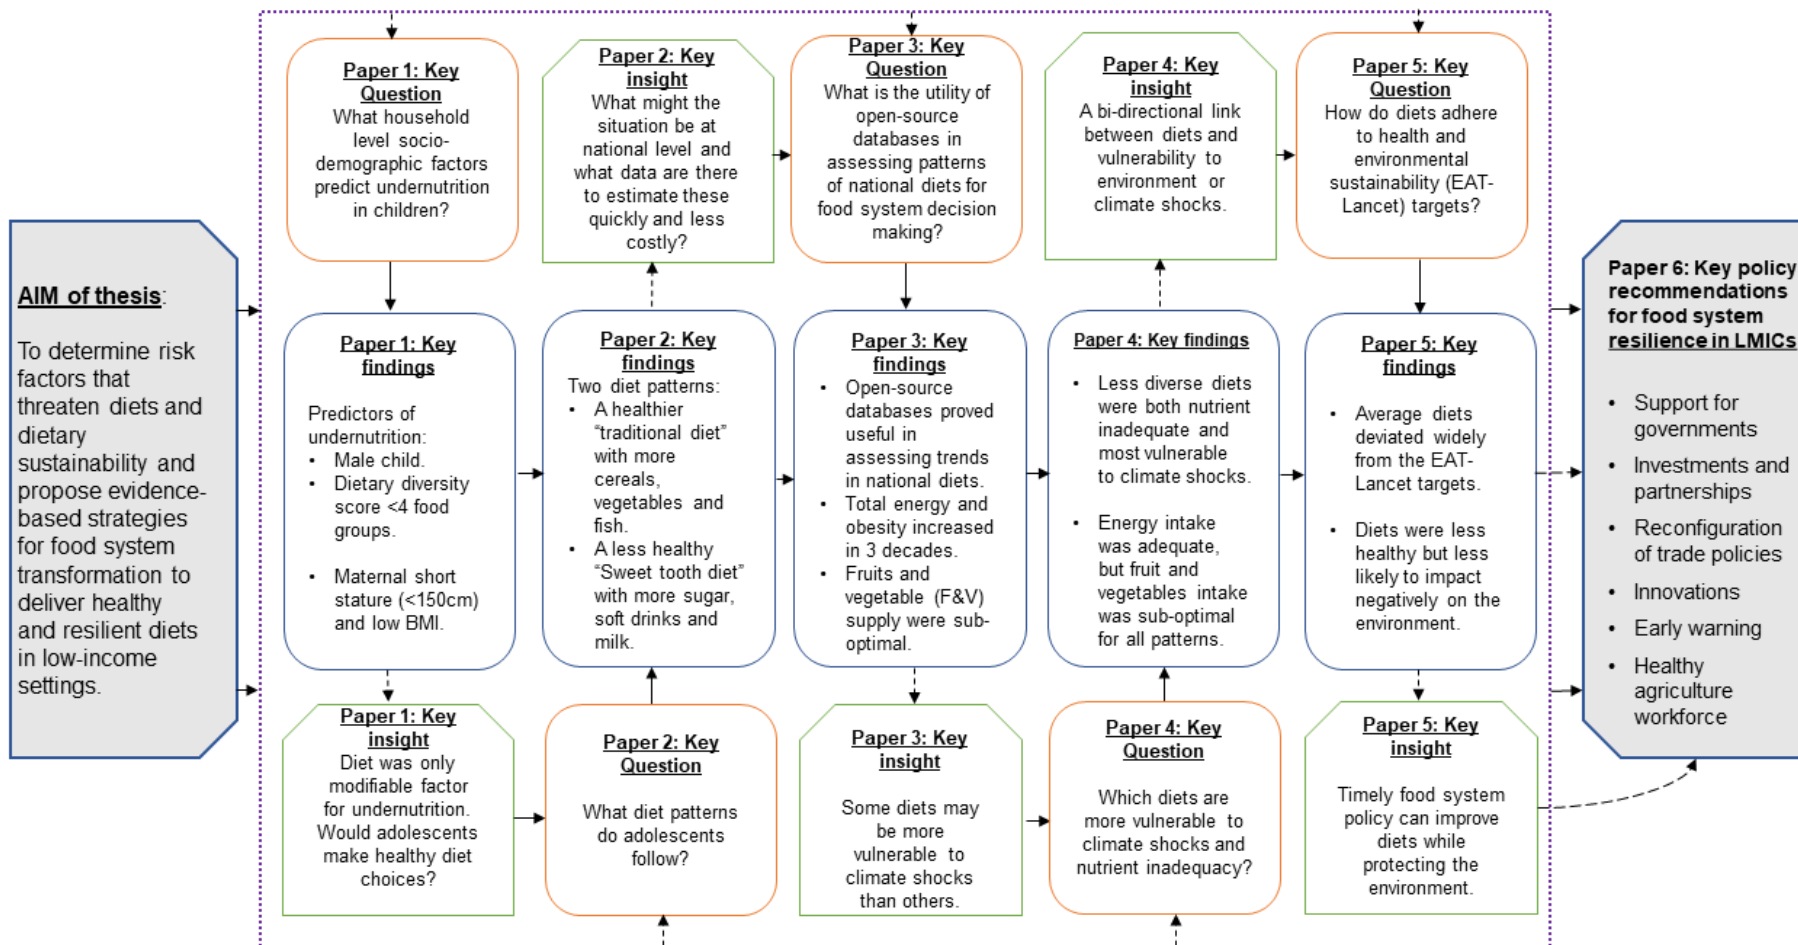 AIM of thesis:
To determine risk
factors that
threaten diets and
dietary
sustainability and
propose evidence-
based strategies
for food system
transformation to
deliver healthy
and resilient diets
in low-income
settings.
Paper 1: Key
Question
What household
level socio-
demographic factors
predict undernutrition
in children?
Paper 2: Key
insight
What might the
situation be at
national level and
what data are there
to estimate these
quickly and less
costly?
Paper 3: Key
Question
What is the utility of
open-source
databases in
assessing patterns
of national diets for
food system decision
making?
Paper 4: Key
insight
A bi-directional link
between diets and
vulnerability to
environment or
climate shocks.
Paper 5: Key
Question
How do diets adhere
to health and
environmental
sustainability (EAT-
Lancet) targets?
Paper 1: Key
findings
Predictors of
undernutrition:
• Male child.
• Dietary diversity
score <4 food
groups.
• Maternal short
stature (<150cm)
and low BMI.
Paper 2: Key
findings
Two diet patterns:
• A healthier
“traditional diet”
with more
cereals,
vegetables and
fish.
• A less healthy
“Sweet tooth diet”
with more sugar,
soft drinks and
milk.
Paper 3: Key
findings
• Open-source
databases proved
useful in
assessing trends
in national diets.
• Total energy and
obesity increased
in 3 decades.
• Fruits and
vegetable (F&V)
supply were sub-
optimal.
Paper 4: Key findings
• Less diverse diets
were both nutrient
inadequate and
most vulnerable
to climate shocks.
• Energy intake
was adequate,
but fruit and
vegetables intake
was sub-optimal
for all patterns.
Paper 5: Key
findings
• Average diets
deviated widely
from the EAT-
Lancet targets.
• Diets were less
healthy but less
likely to impact
negatively on the
environment.
Paper 1: Key
insight
Diet was only
modifiable factor
for undernutrition.
Would adolescents
make healthy diet
choices?
Paper 2: Key
Question
What diet patterns
do adolescents
follow?
Paper 3: Key
insight
Some diets may
be more
vulnerable to
climate shocks
than others.
Paper 4: Key
Question
Which diets are
more vulnerable to
climate shocks and
nutrient inadequacy?
Paper 5: Key
insight
Timely food system
policy can improve
diets while
protecting the
environment.
Paper 6: Key policy
recommendations
for food system
resilience in LMICs
• Support for
governments
• Investments and
partnerships
• Reconfiguration
of trade policies
• Innovations
• Early warning
• Healthy
agriculture
workforce